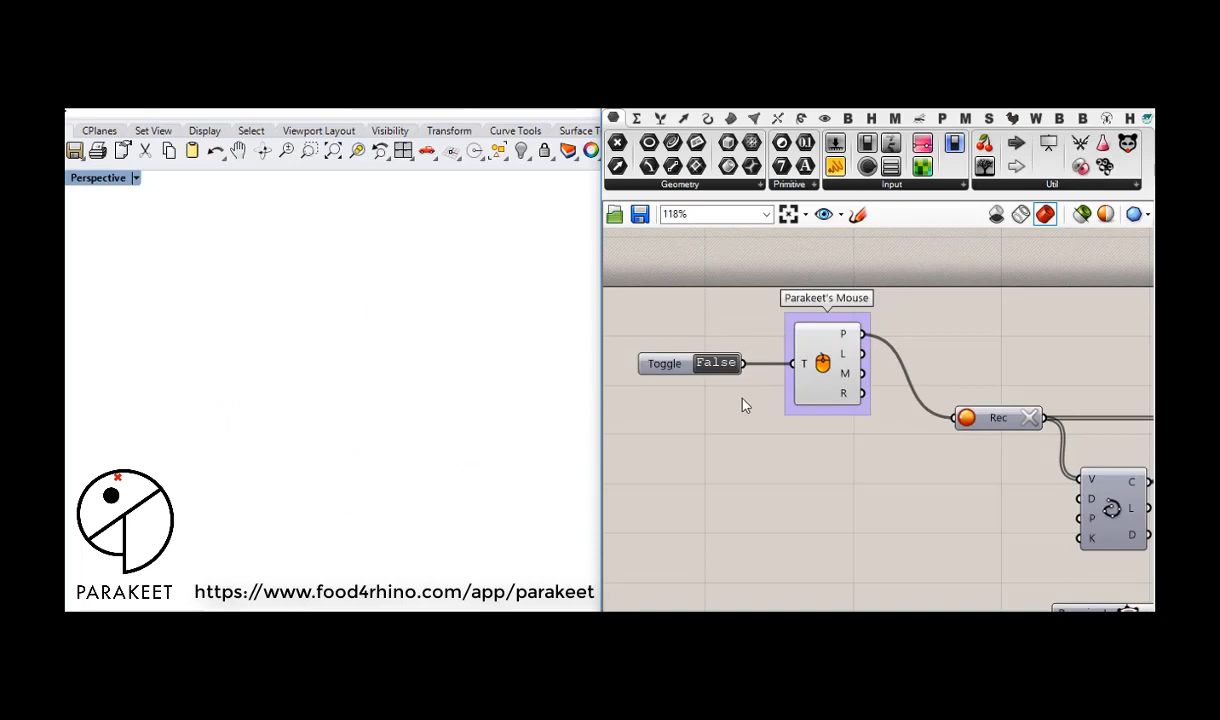 CPlanes Set View Display Select Viewport Layout Visibility Transform Curve Tools Surface T
Perspective
PARAKEET
https://www.food4rhino.com/app/parakeet
B H M P M S W B B H
Geometry Primitive Input Util
118%
Parakeet's Mouse
Toggle False
T
P
L
M
R
Rec
V
D
P
K
C
L
D